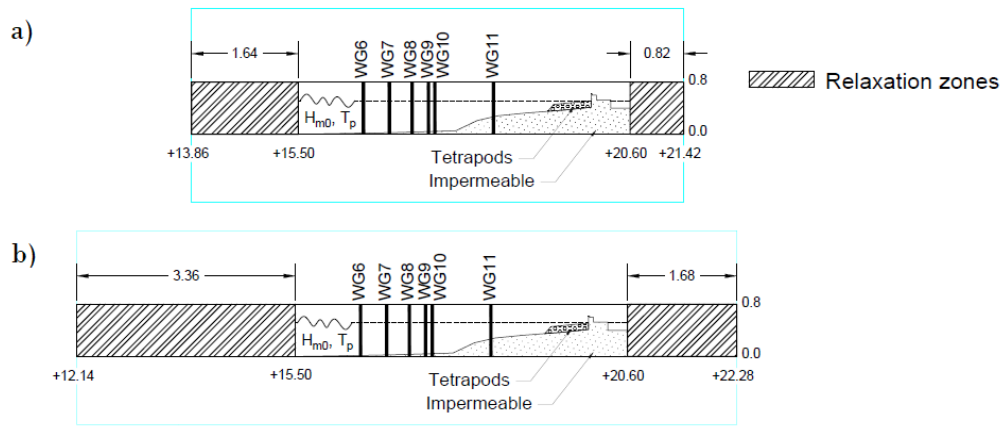 a)
1.64
WG6
WG7
WG8
WG9
WG10
WG11
0.82
0.8
Relaxation zones
Hm0, Tp
0.0
Tetrapods
Impermeable
+13.86
+15.50
+20.60
+21.42
b)
3.36
WG6
WG7
WG8
WG9
WG10
WG11
1.68
0.8
Hm0, Tp
0.0
Tetrapods
Impermeable
+12.14
+15.50
+20.60
+22.28